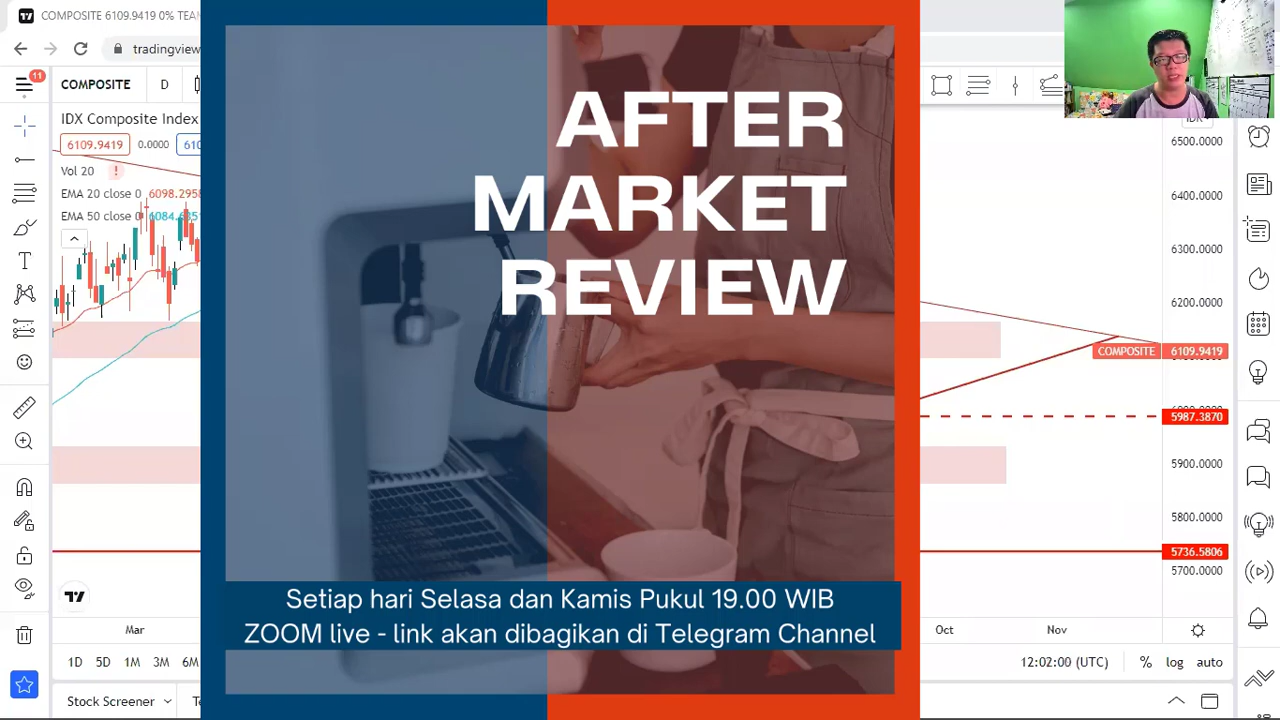 COMPOSITE 6109.9419 0% TEAM
tradingview
11
COMPOSITE
D
IDX Composite Index
6109.9419
0.0000
Vol 20
!
EMA 20 close 0
EMA 50 close 0
AFTER
MARKET
REVIEW
Setiap hari Selasa dan Kamis Pukul 19.00 WIB
ZOOM live - link akan dibagikan di Telegram Channel
6500.0000
6400.0000
6300.0000
6200.0000
COMPOSITE 6109.9419
5987.3870
5900.0000
5800.0000
5736.5806
5700.0000
Mar
Oct
Nov
1D 5D 1M 3M 6M
12:02:00 (UTC)
% log auto
Stock Screener